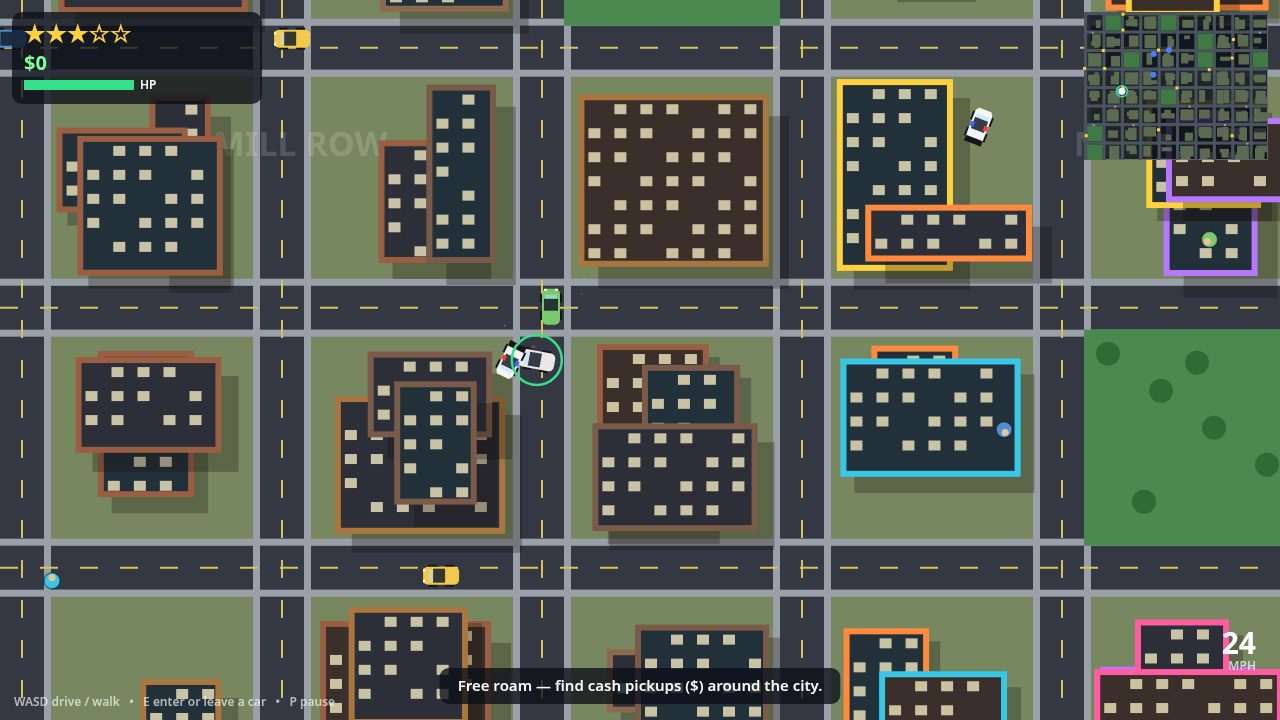 ★★★☆☆
$0
HP
MILL ROW
24
MPH
Free roam — find cash pickups ($) around the city.
WASD drive / walk • E enter or leave a car • P pause